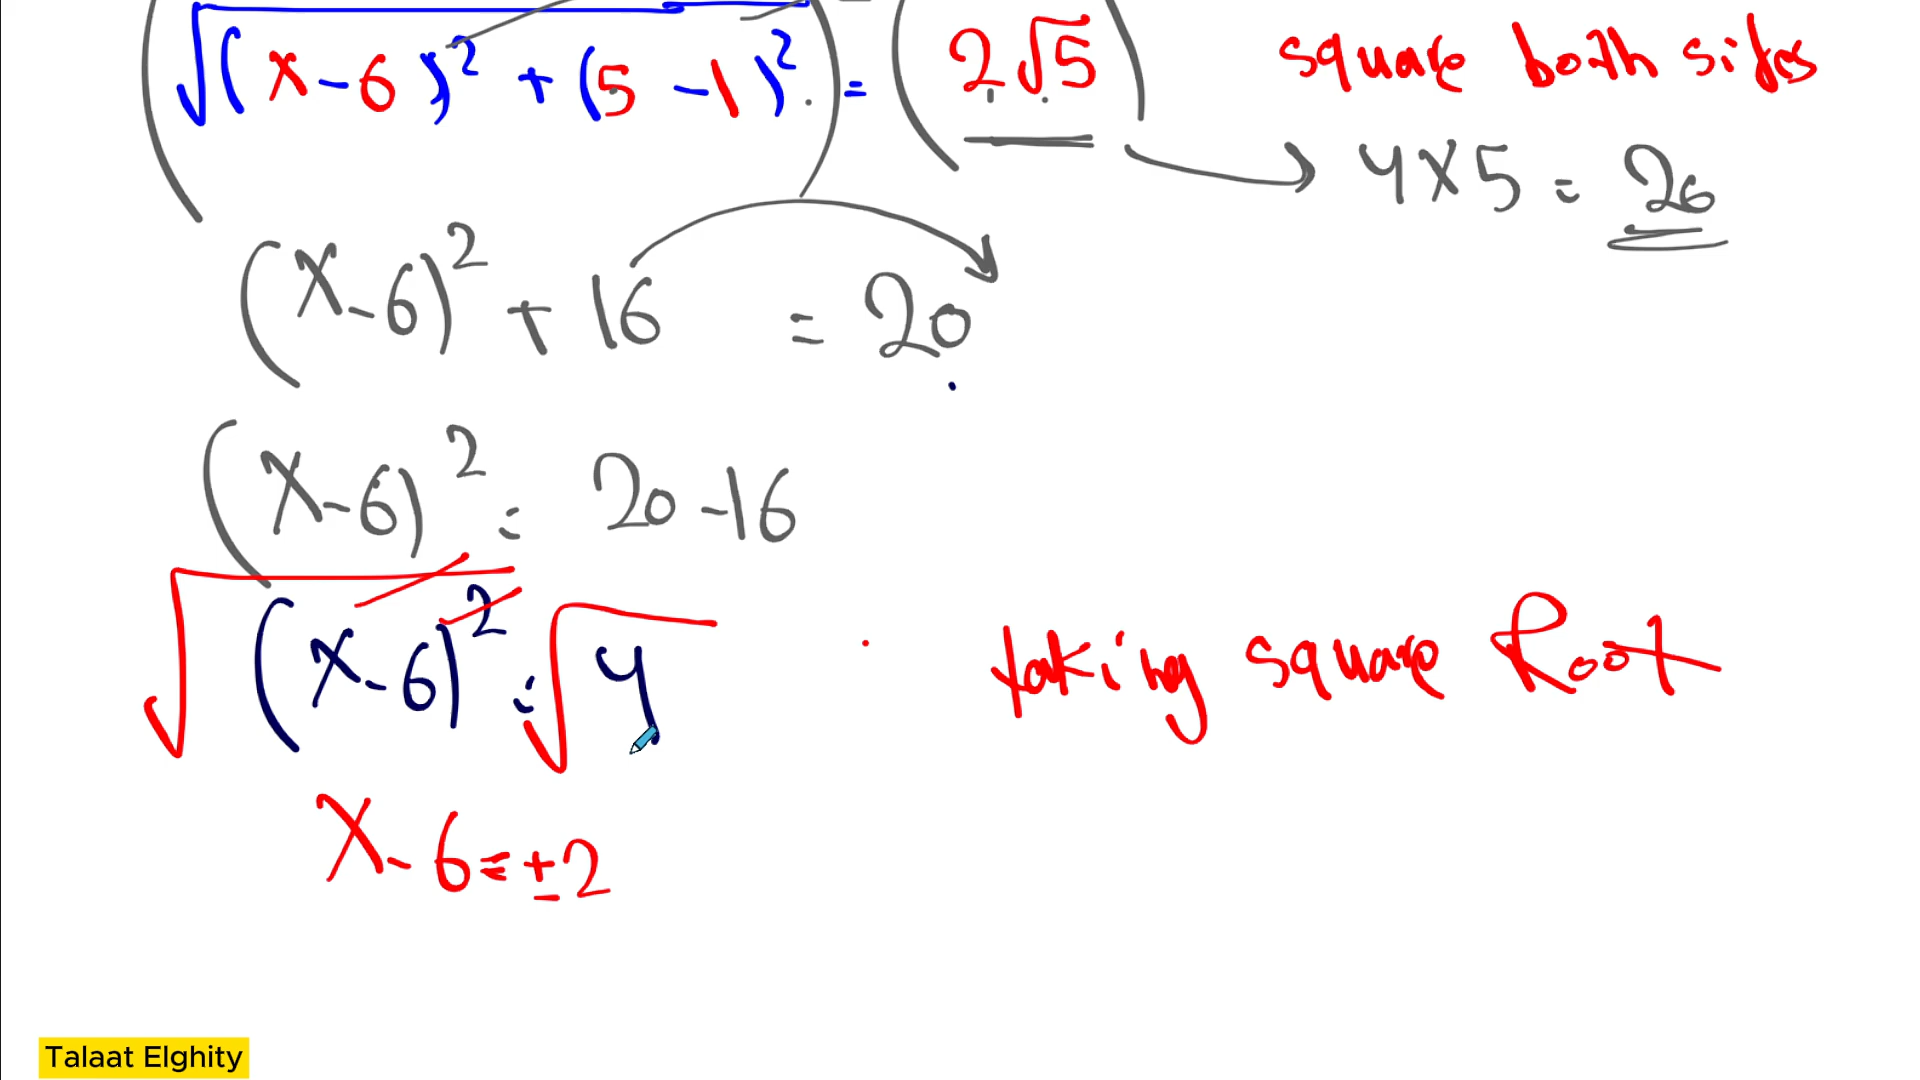 √(x-6)² + (5-1)² = (2√5) square both sides
4×5 = 20
(x-6)² + 16 = 20
(x-6)² = 20-16
√(x-6)² = √4 taking square Root
x-6=±2
Talaat Elghity